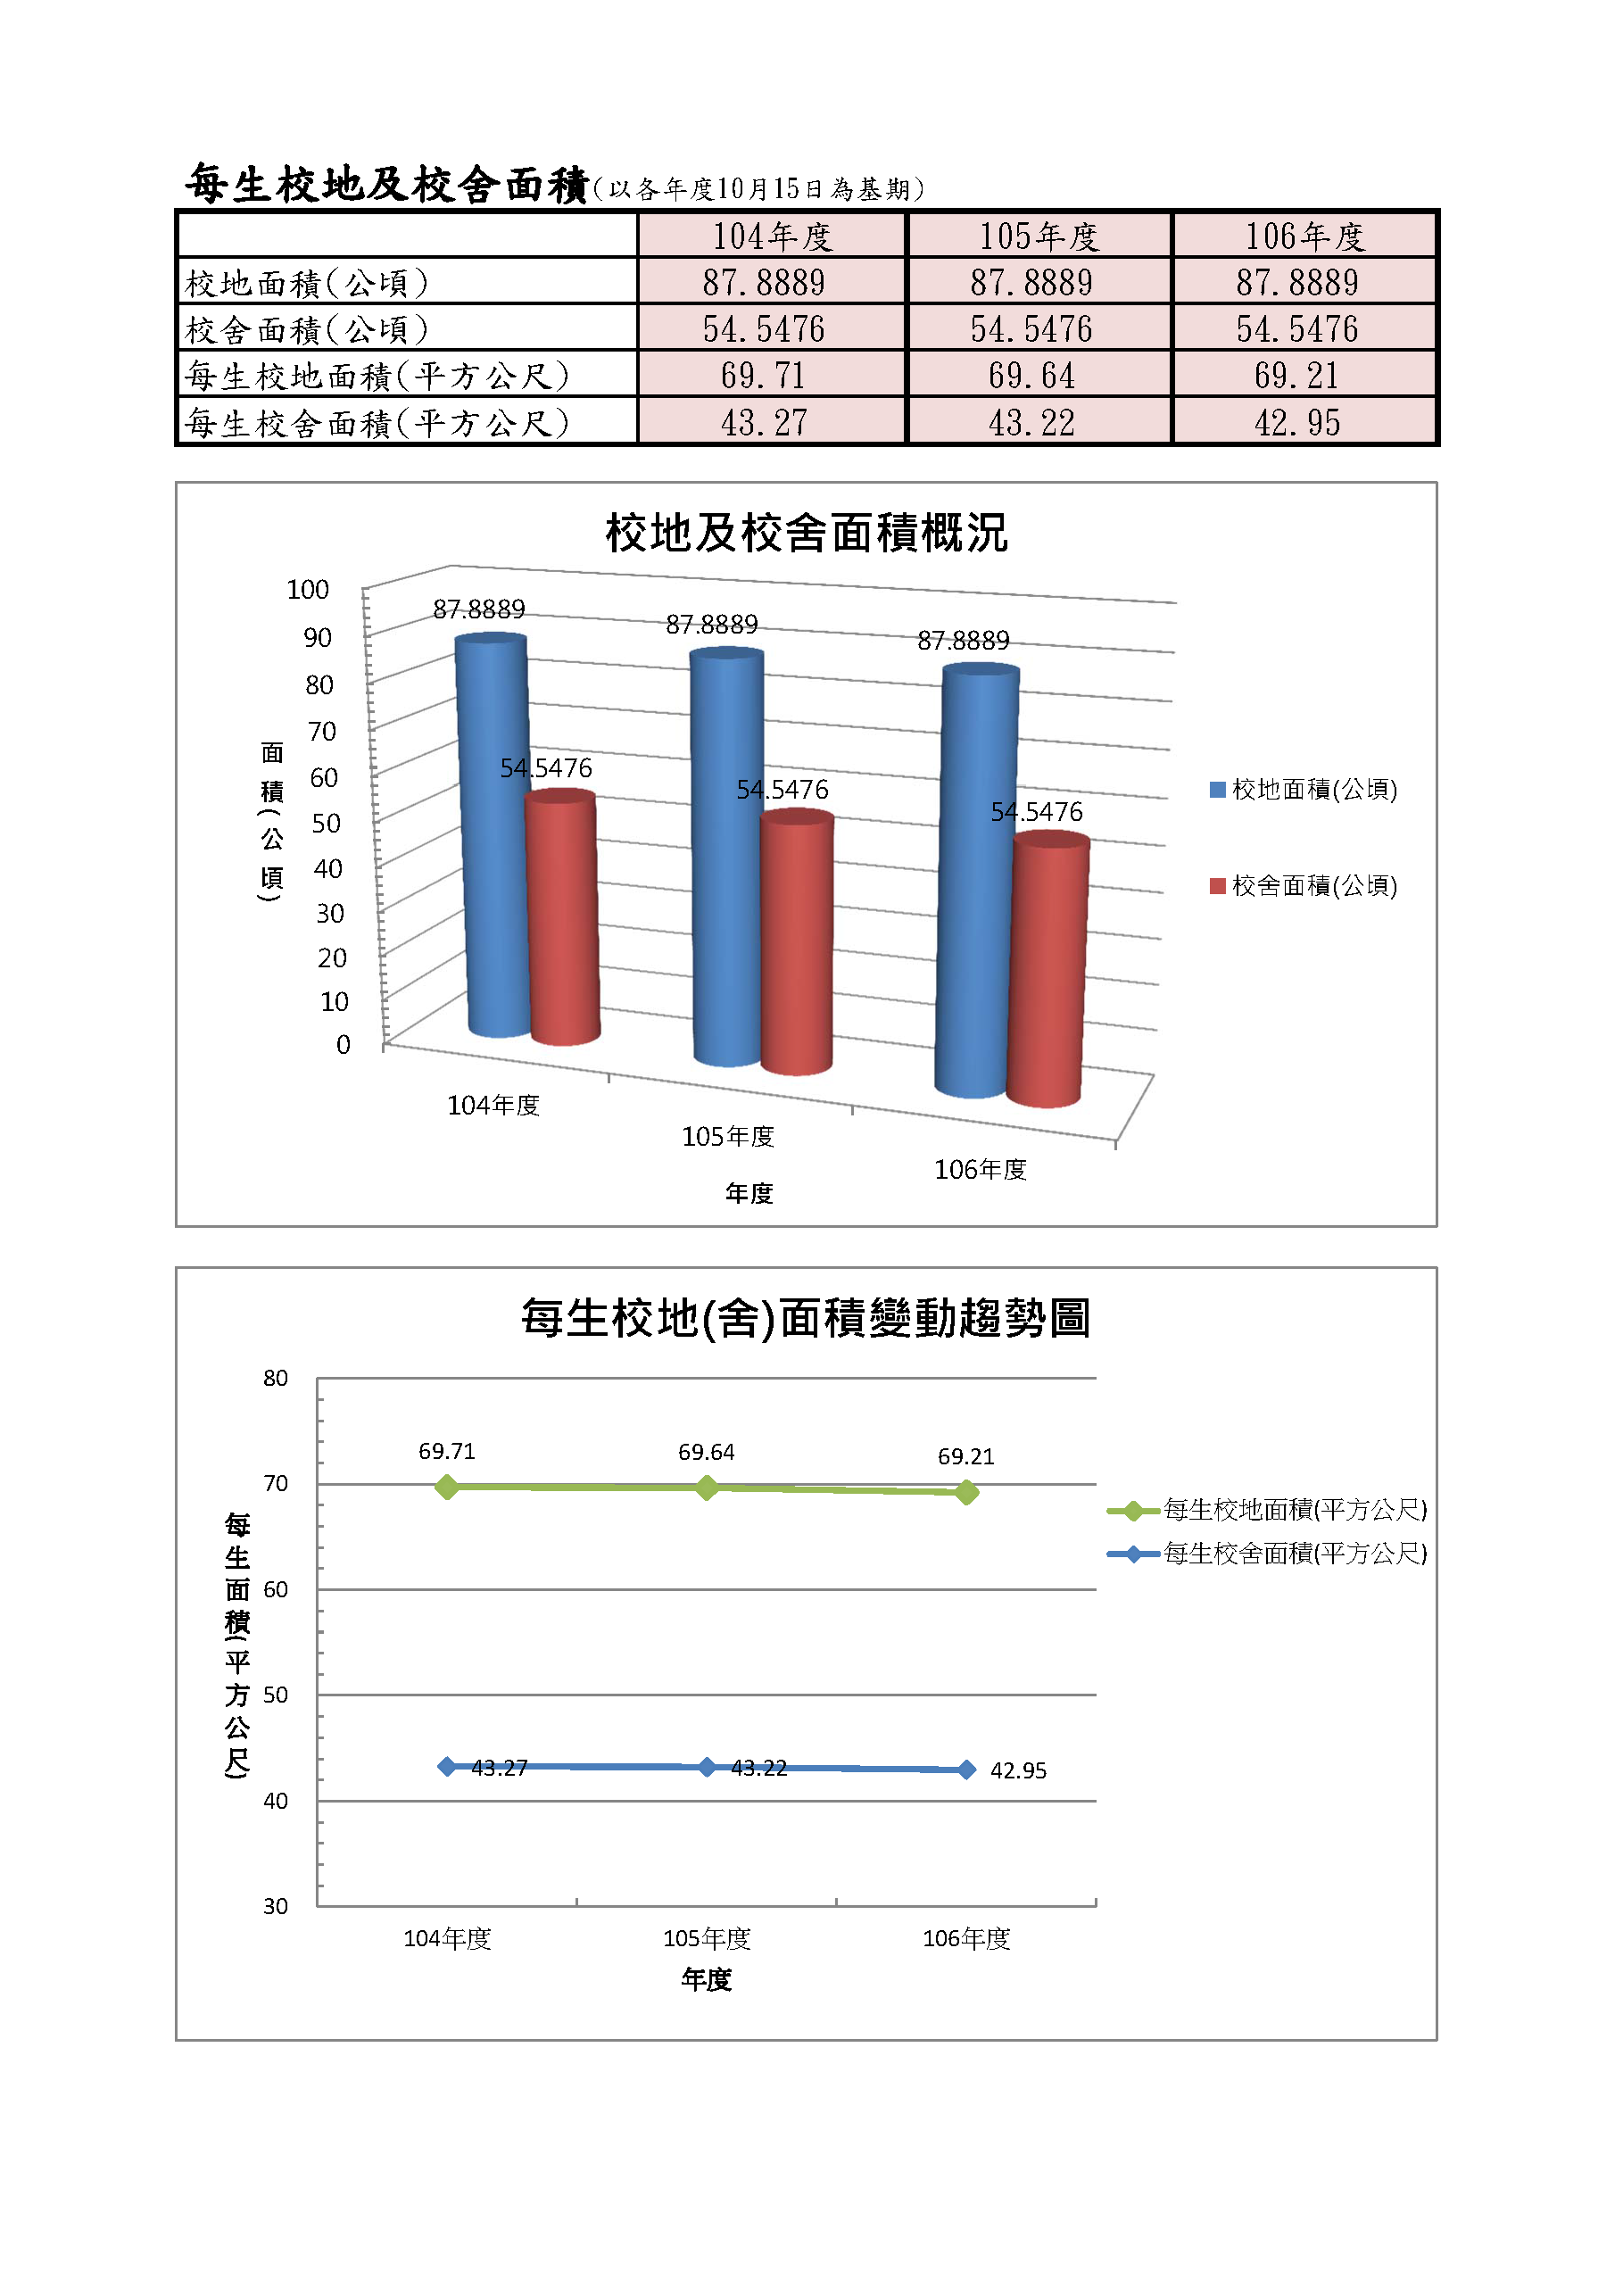 每生校地及校舍面積(以各年度10月15日為基期)
104年度 105年度 106年度
校地面積(公頃) 87.8889 87.8889 87.8889
校舍面積(公頃) 54.5476 54.5476 54.5476
每生校地面積(平方公尺) 69.71 69.64 69.21
每生校舍面積(平方公尺) 43.27 43.22 42.95
校地及校舍面積概況
面積(公頃)
100
90
80
70
60
50
40
30
20
10
0
87.8889
87.8889
87.8889
54.5476
54.5476
54.5476
104年度
105年度
106年度
年度
校地面積(公頃)
校舍面積(公頃)
每生校地(舍)面積變動趨勢圖
每生面積(平方公尺)
80
70
60
50
40
30
69.71 69.64 69.21
43.27 43.22 42.95
104年度 105年度 106年度
年度
每生校地面積(平方公尺)
每生校舍面積(平方公尺)